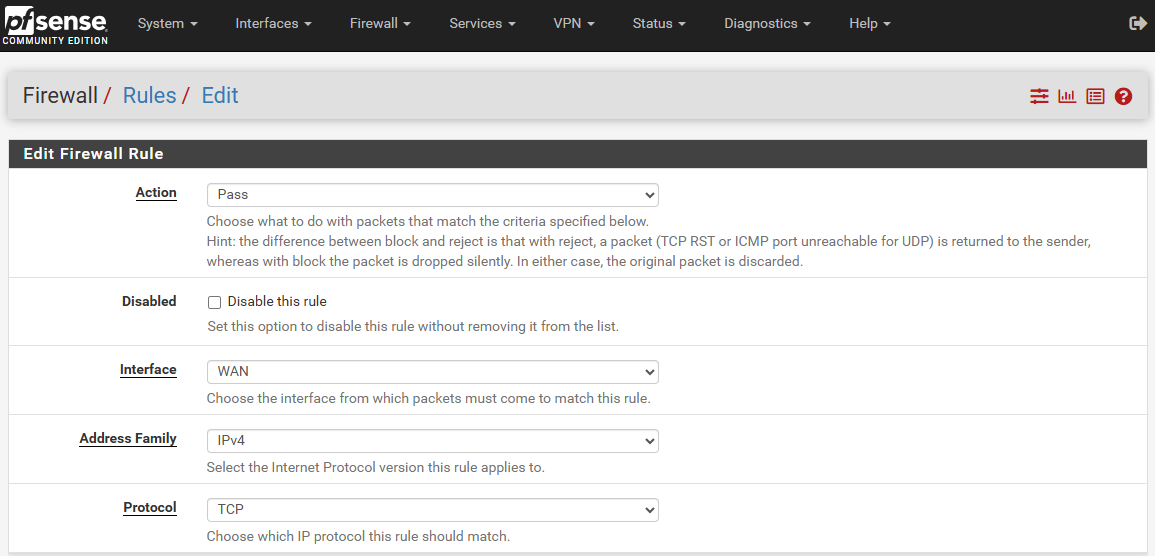 pfsense
COMMUNITY EDITION
System Interfaces Firewall Services VPN Status Diagnostics Help
Firewall / Rules / Edit
Edit Firewall Rule
Action
Pass
Choose what to do with packets that match the criteria specified below.
Hint: the difference between block and reject is that with reject, a packet (TCP RST or ICMP port unreachable for UDP) is returned to the sender,
whereas with block the packet is dropped silently. In either case, the original packet is discarded.
Disabled
Disable this rule
Set this option to disable this rule without removing it from the list.
Interface
WAN
Choose the interface from which packets must come to match this rule.
Address Family
IPv4
Select the Internet Protocol version this rule applies to.
Protocol
TCP
Choose which IP protocol this rule should match.